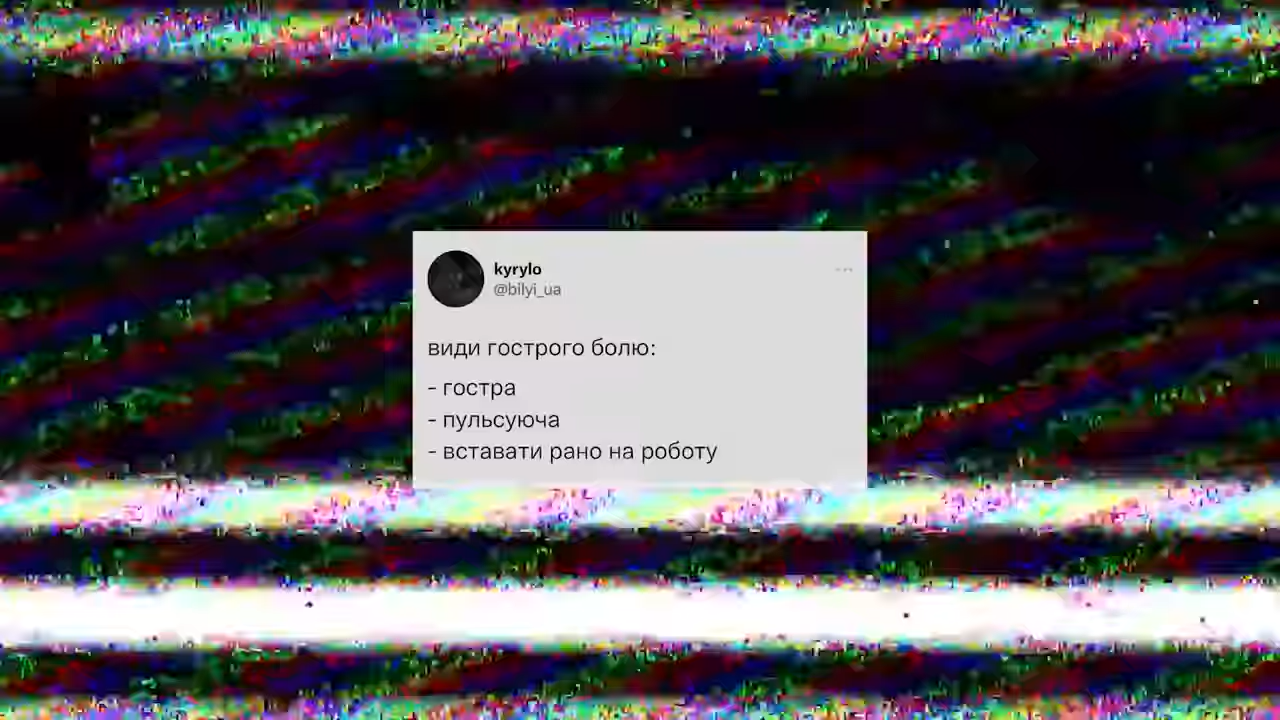 kyrylo
@bilyi_ua
види гострого болю:
- гостра
- пульсуюча
- вставати рано на роботу